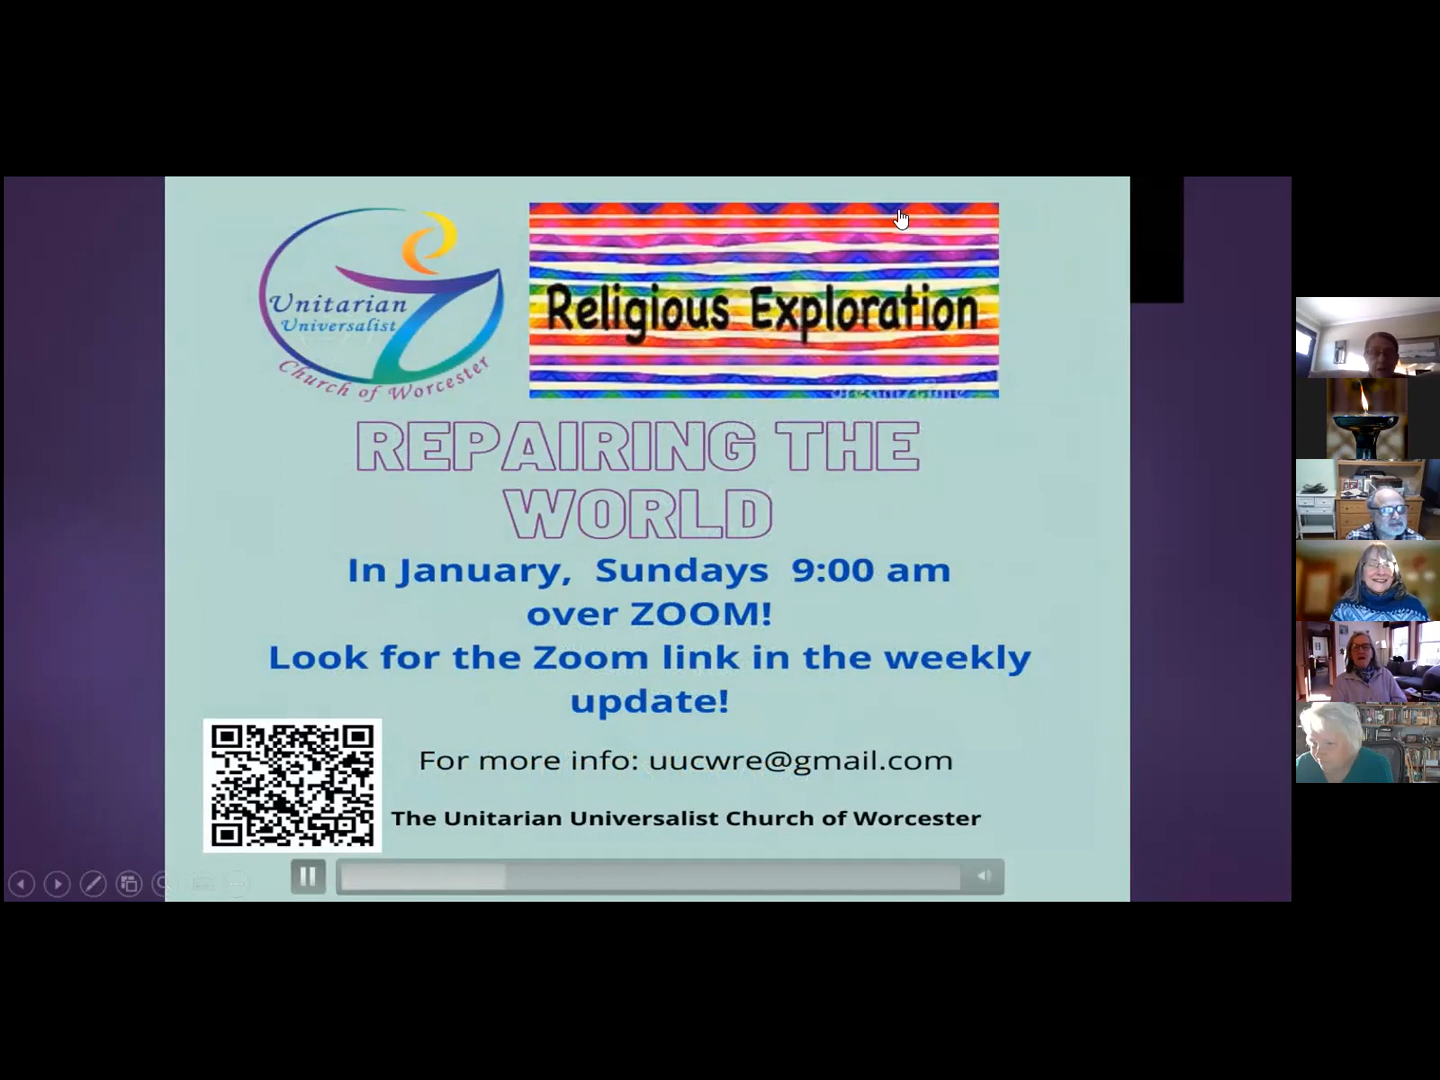 Unitarian
Universalist
Church of Worcester
Religious Exploration
dreamstime
REPAIRING THE
WORLD
In January, Sundays 9:00 am
over ZOOM!
Look for the Zoom link in the weekly
update!
For more info: uucwre@gmail.com
The Unitarian Universalist Church of Worcester